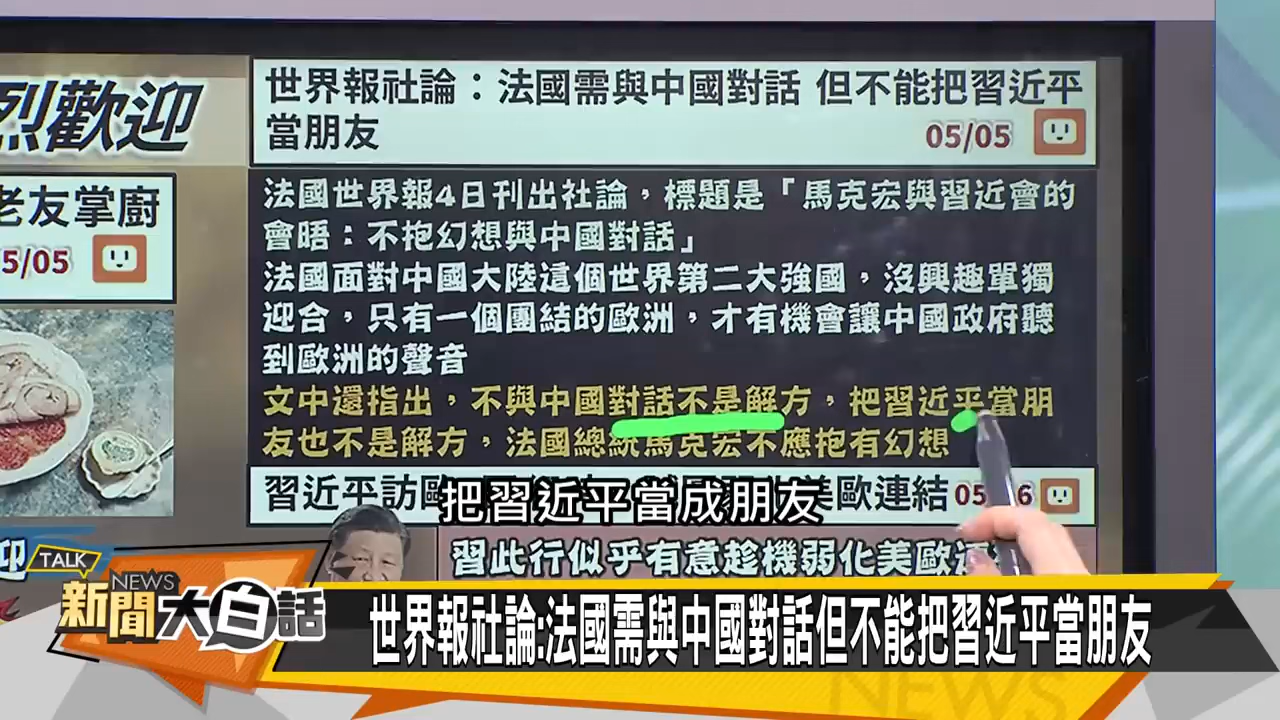 烈歡迎
老友掌廚
5/05
世界報社論：法國需與中國對話 但不能把習近平
當朋友
05/05
法國世界報4日刊出社論，標題是「馬克宏與習近會的
會晤：不抱幻想與中國對話」
法國面對中國大陸這個世界第二大強國，沒興趣單獨
迎合，只有一個團結的歐洲，才有機會讓中國政府聽
到歐洲的聲音
文中還指出，不與中國對話不是解方，把習近平當朋
友也不是解方，法國總統馬克宏不應抱有幻想
習近平訪歐 美歐連結
把習近平當成朋友
習此行似乎有意趁機弱化美歐
迎
TALK
NEWS
新聞大白話
世界報社論:法國需與中國對話但不能把習近平當朋友
NEWS